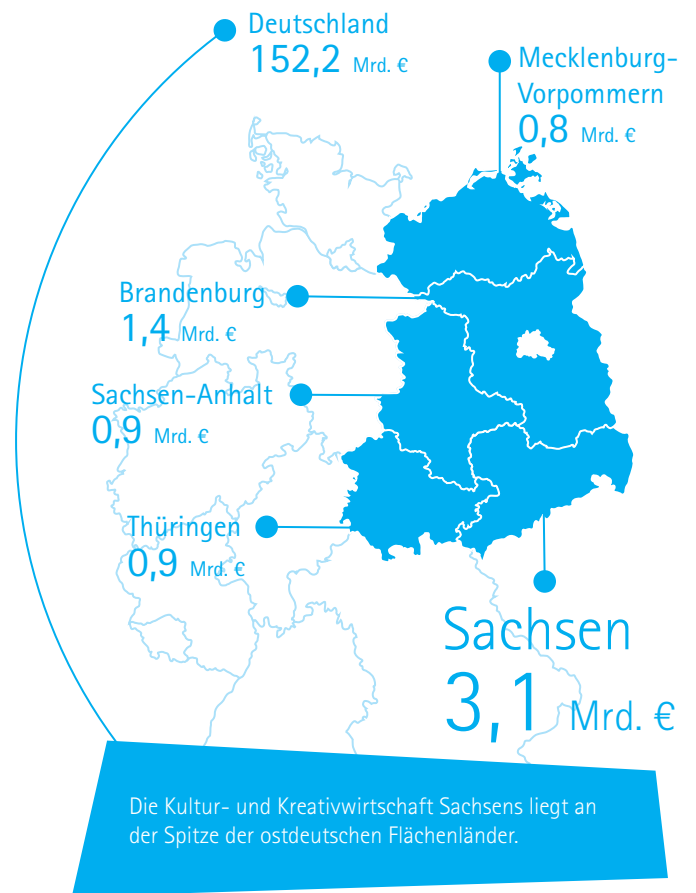 Deutschland
152,2 Mrd. €
Mecklenburg-
Vorpommern
0,8 Mrd. €
Brandenburg
1,4 Mrd. €
Sachsen-Anhalt
0,9 Mrd. €
Thüringen
0,9 Mrd. €
Sachsen
3,1 Mrd. €
Die Kultur- und Kreativwirtschaft Sachsens liegt an
der Spitze der ostdeutschen Flächenländer.